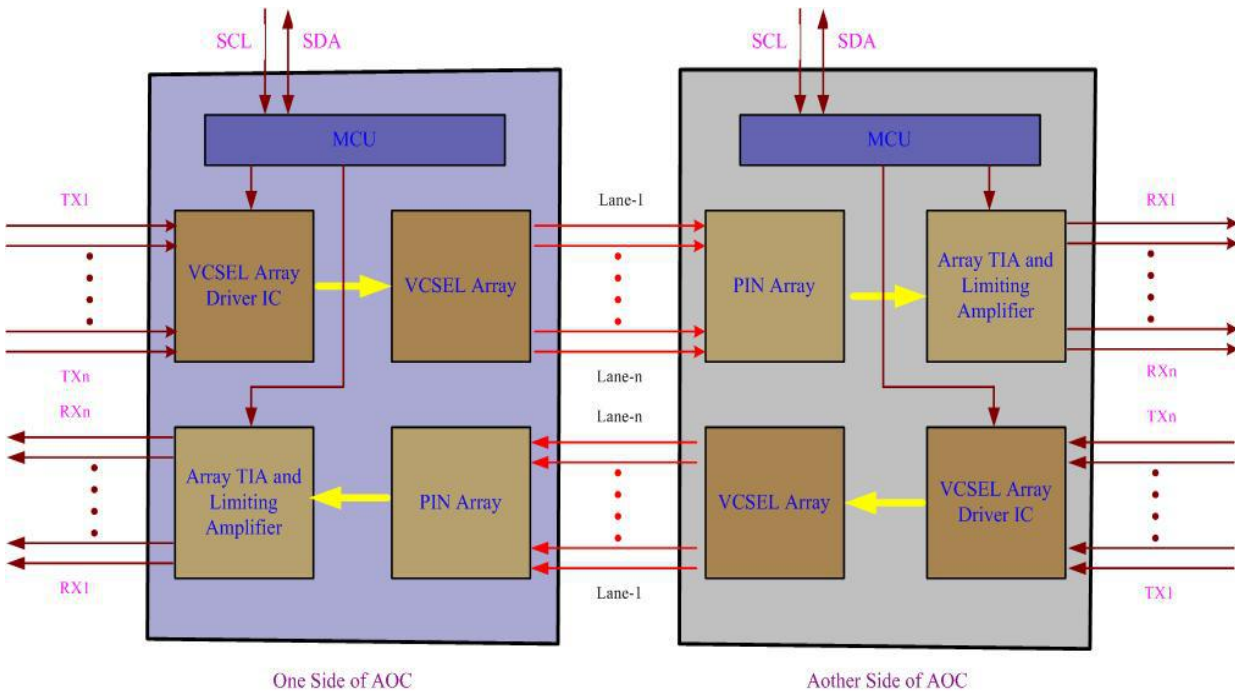 SCL SDA
SCL SDA
MCU
MCU
TX1
Lane-1
RX1
VCSEL Array
Driver IC
VCSEL Array
PIN Array
Array TIA and
Limiting
Amplifier
TXn
Lane-n
RXn
RXn
Lane-n
TXn
Array TIA and
Limiting
Amplifier
PIN Array
VCSEL Array
VCSEL Array
Driver IC
RX1
Lane-1
TX1
One Side of AOC
Aother Side of AOC